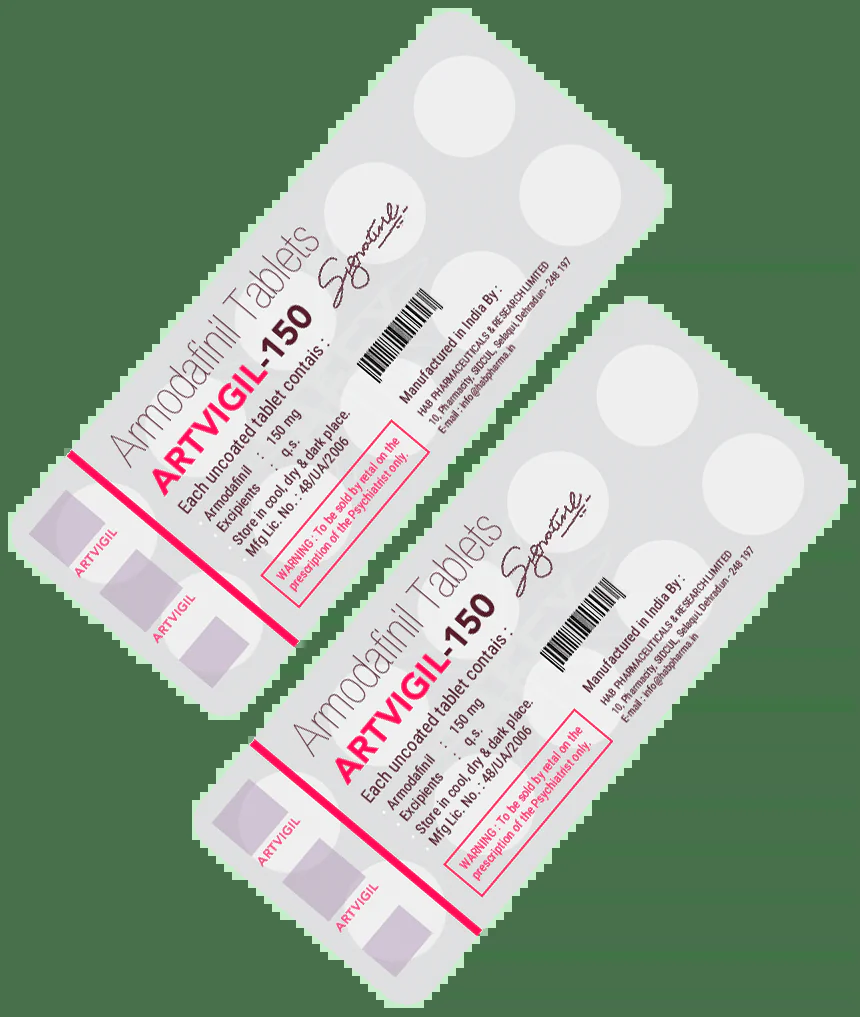 Armodafinil Tablets
ARTVIGIL-150
Signature
Each uncoated tablet contais :
Armodafinil : 150 mg
Excipients : q.s.
Store in cool, dry & dark place.
Mfg Lic. No. : 48/UA/2006
WARNING : To be sold by retal on the
prescription of the Psychiatrist only.
Manufactured in India By :
HAB PHARMACEUTICALS & RESEARCH LIMITED
10, Pharmacity, SIDCUL, Selaqui, Dehradun - 248 197
E-mail : info@habpharma.in
ARTVIGIL
ARTVIGIL
Armodafinil Tablets
ARTVIGIL-150
Signature
Each uncoated tablet contais :
Armodafinil : 150 mg
Excipients : q.s.
Store in cool, dry & dark place.
Mfg Lic. No. : 48/UA/2006
WARNING : To be sold by retal on the
prescription of the Psychiatrist only.
Manufactured in India By :
HAB PHARMACEUTICALS & RESEARCH LIMITED
10, Pharmacity, SIDCUL, Selaqui, Dehradun - 248 197
E-mail : info@habpharma.in
ARTVIGIL
ARTVIGIL